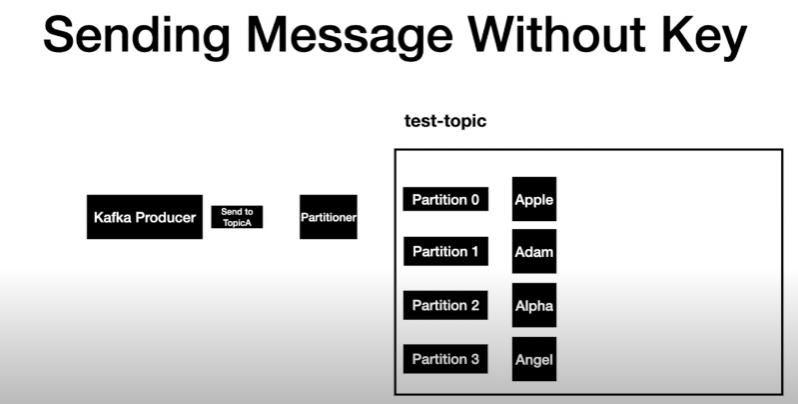 Sending Message Without Key
test-topic
Kafka Producer
Send to
TopicA
Partitioner
Partition 0
Apple
Partition 1
Adam
Partition 2
Alpha
Partition 3
Angel